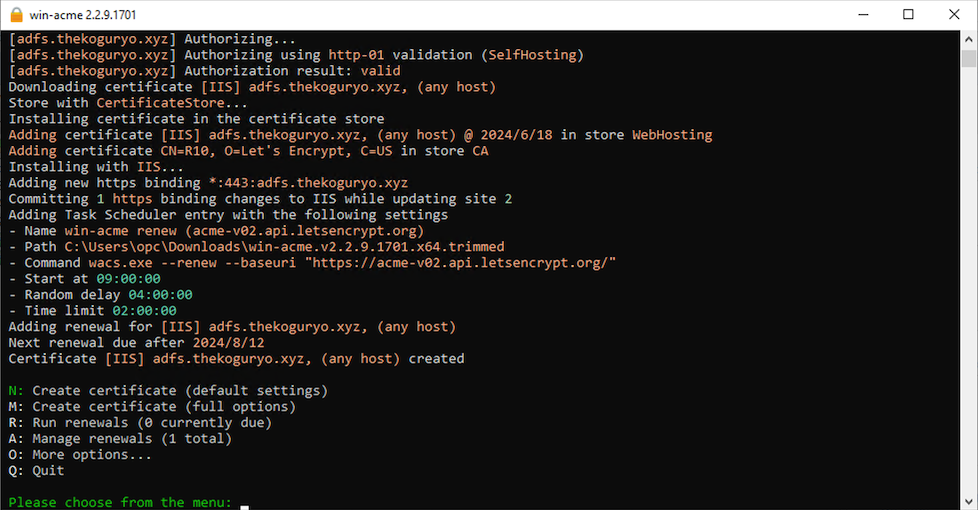 win-acme 2.2.9.1701
[adfs.thekoguryo.xyz] Authorizing...
[adfs.thekoguryo.xyz] Authorizing using http-01 validation (SelfHosting)
[adfs.thekoguryo.xyz] Authorization result: valid
Downloading certificate [IIS] adfs.thekoguryo.xyz, (any host)
Store with CertificateStore...
Installing certificate in the certificate store
Adding certificate [IIS] adfs.thekoguryo.xyz, (any host) @ 2024/6/18 in store WebHosting
Adding certificate CN=R10, O=Let's Encrypt, C=US in store CA
Installing with IIS...
Adding new https binding *:443:adfs.thekoguryo.xyz
Committing 1 https binding changes to IIS while updating site 2
Adding Task Scheduler entry with the following settings
- Name win-acme renew (acme-v02.api.letsencrypt.org)
- Path C:\Users\opc\Downloads\win-acme.v2.2.9.1701.x64.trimmed
- Command wacs.exe --renew --baseuri "https://acme-v02.api.letsencrypt.org/"
- Start at 09:00:00
- Random delay 04:00:00
- Time limit 02:00:00
Adding renewal for [IIS] adfs.thekoguryo.xyz, (any host)
Next renewal due after 2024/8/12
Certificate [IIS] adfs.thekoguryo.xyz, (any host) created
N: Create certificate (default settings)
M: Create certificate (full options)
R: Run renewals (0 currently due)
A: Manage renewals (1 total)
O: More options...
Q: Quit
Please choose from the menu: